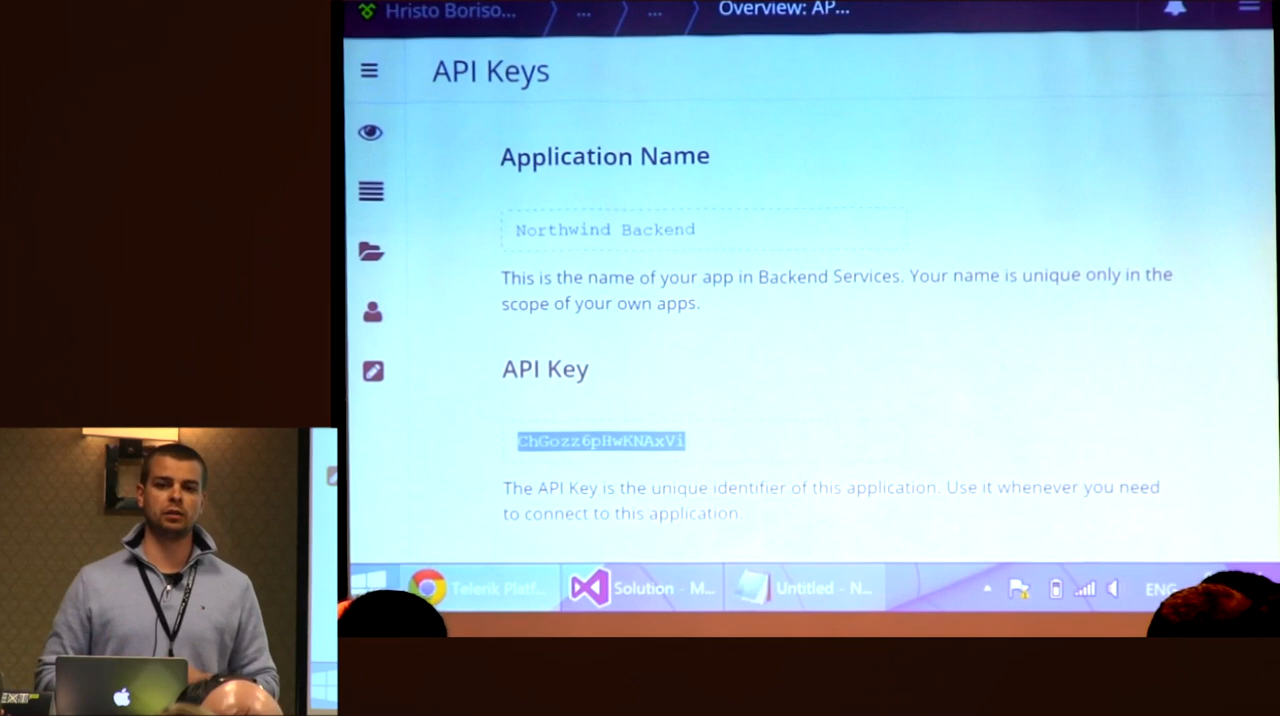 Hristo Boriso... ... ... Overview: AP...
API Keys
Application Name
Northwind Backend
This is the name of your app in Backend Services. Your name is unique only in the
scope of your own apps.
API Key
ChGozz6pHwKNAxVi
The API Key is the unique identifier of this application. Use it whenever you need
to connect to this application.
Telerik Platf... Solution - M... Untitled - N... ENG